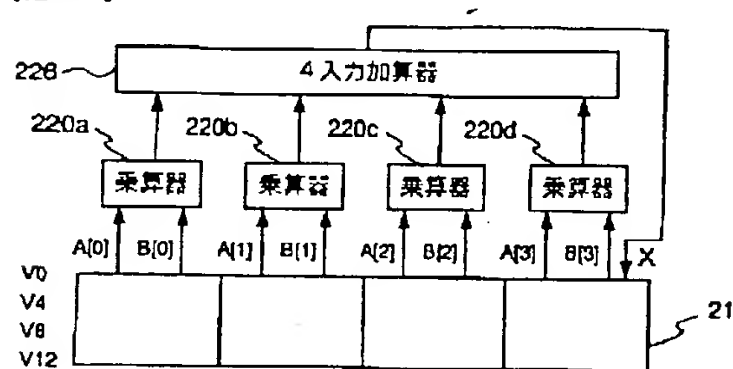 228
4入力加算器
220a 220b 220c 220d
乗算器 乗算器 乗算器 乗算器
A[0] B[0] A[1] B[1] A[2] B[2] A[3] B[3] X
V0
V4 21
V8
V12